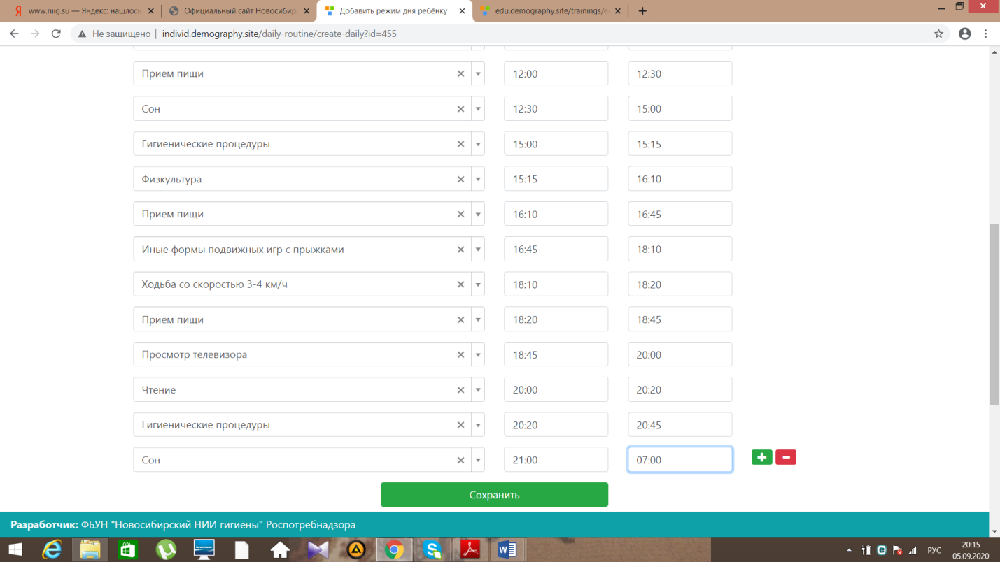 www.niig.su — Яндекс: нашлось
Официальный сайт Новосибир
Добавить режим дня ребёнку
edu.demography.site/trainings/e
Не защищено | individ.demography.site/daily-routine/create-daily?id=455
Прием пищи 12:00 12:30
Сон 12:30 15:00
Гигиенические процедуры 15:00 15:15
Физкультура 15:15 16:10
Прием пищи 16:10 16:45
Иные формы подвижных игр с прыжками 16:45 18:10
Ходьба со скоростью 3-4 км/ч 18:10 18:20
Прием пищи 18:20 18:45
Просмотр телевизора 18:45 20:00
Чтение 20:00 20:20
Гигиенические процедуры 20:20 20:45
Сон 21:00 07:00
Сохранить
Разработчик: ФБУН "Новосибирский НИИ гигиены" Роспотребнадзора
РУС
20:15
05.09.2020